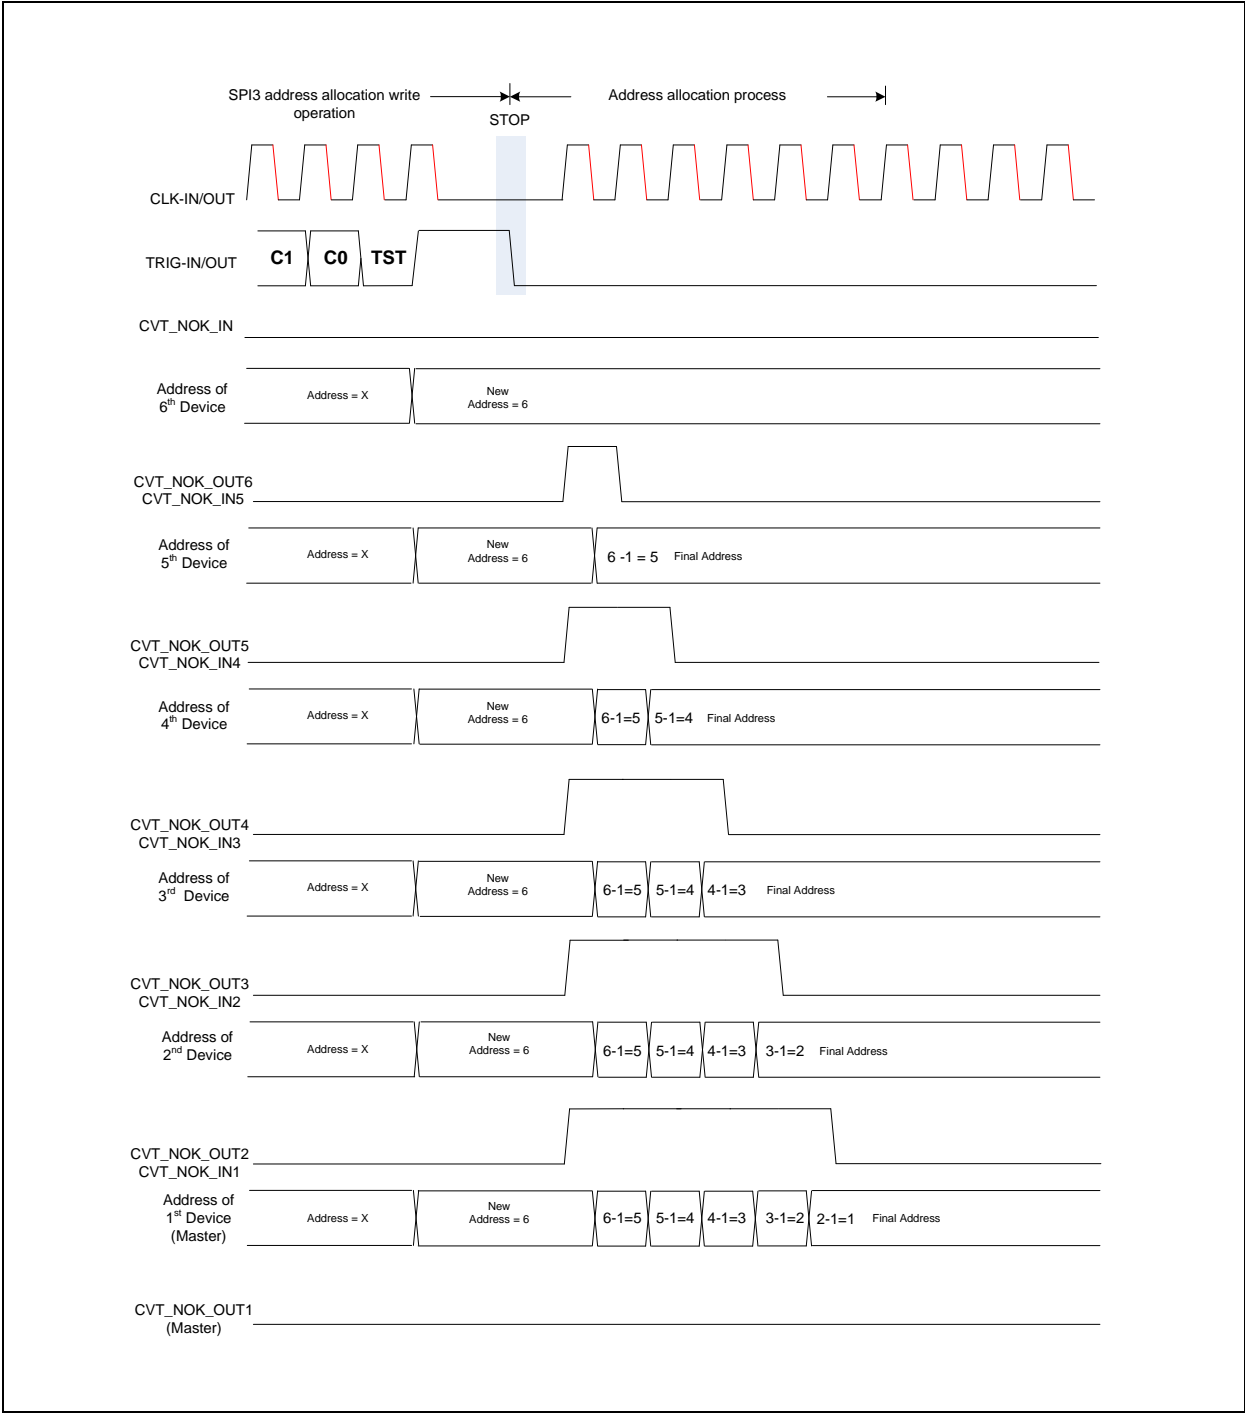 SPI3 address allocation write
operation
Address allocation process
STOP
CLK-IN/OUT
TRIG-IN/OUT
C1 C0 TST
CVT_NOK_IN
Address of
6th Device
Address = X
New
Address = 6
CVT_NOK_OUT6
CVT_NOK_IN5
Address of
5th Device
Address = X
New
Address = 6
6 -1 = 5 Final Address
CVT_NOK_OUT5
CVT_NOK_IN4
Address of
4th Device
Address = X
New
Address = 6
6-1=5 5-1=4 Final Address
CVT_NOK_OUT4
CVT_NOK_IN3
Address of
3rd Device
Address = X
New
Address = 6
6-1=5 5-1=4 4-1=3 Final Address
CVT_NOK_OUT3
CVT_NOK_IN2
Address of
2nd Device
Address = X
New
Address = 6
6-1=5 5-1=4 4-1=3 3-1=2 Final Address
CVT_NOK_OUT2
CVT_NOK_IN1
Address of
1st Device
(Master)
Address = X
New
Address = 6
6-1=5 5-1=4 4-1=3 3-1=2 2-1=1 Final Address
CVT_NOK_OUT1
(Master)